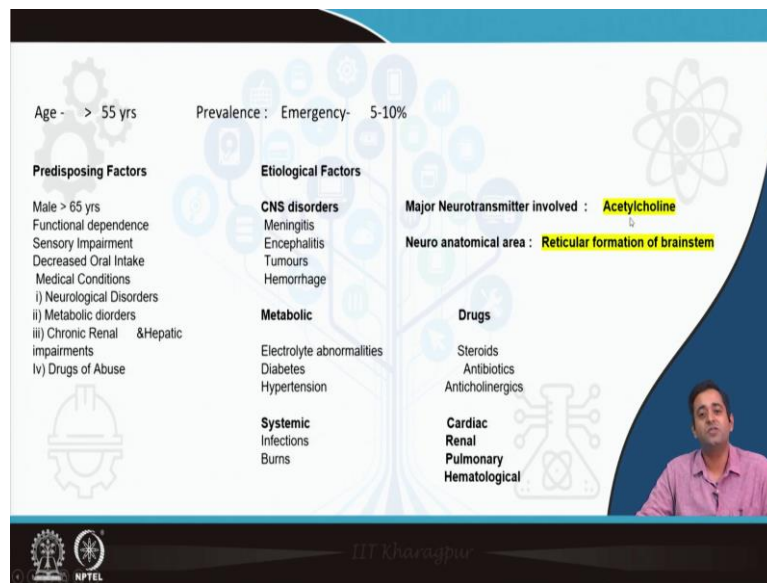 Age - > 55 yrs Prevalence : Emergency- 5-10%
Predisposing Factors
Male > 65 yrs
Functional dependence
Sensory Impairment
Decreased Oral Intake
Medical Conditions
i) Neurological Disorders
ii) Metabolic diorders
iii) Chronic Renal &Hepatic
impairments
Iv) Drugs of Abuse
Etiological Factors
CNS disorders
Meningitis
Encephalitis
Tumours
Hemorrhage
Metabolic
Electrolyte abnormalities
Diabetes
Hypertension
Systemic
Infections
Burns
Major Neurotransmitter involved : Acetylcholine
Neuro anatomical area : Reticular formation of brainstem
Drugs
Steroids
Antibiotics
Anticholinergics
Cardiac
Renal
Pulmonary
Hematological
IIT Kharagpur
NPTEL